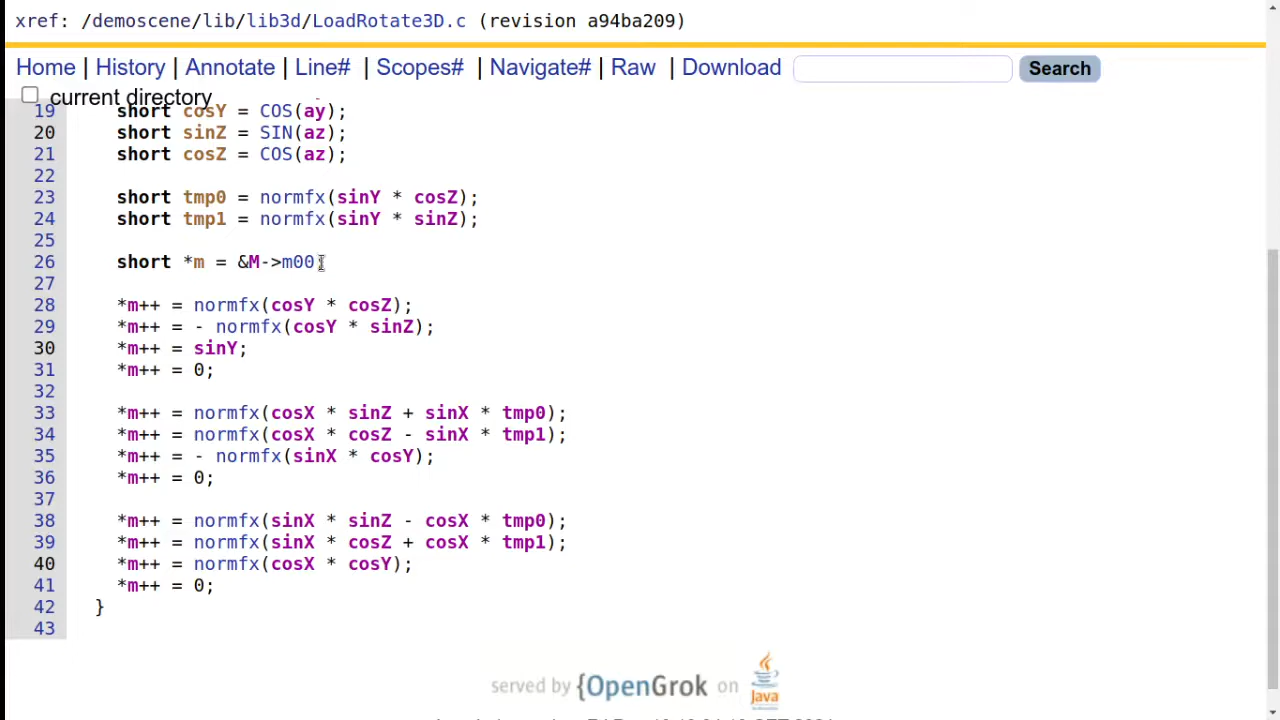 xref: /demoscene/lib/lib3d/LoadRotate3D.c (revision a94ba209)
Home | History | Annotate | Line# | Scopes# | Navigate# | Raw | Download Search
current directory
19 short cosY = COS(ay);
20 short sinZ = SIN(az);
21 short cosZ = COS(az);
22
23 short tmp0 = normfx(sinY * cosZ);
24 short tmp1 = normfx(sinY * sinZ);
25
26 short *m = &M->m00;
27
28 *m++ = normfx(cosY * cosZ);
29 *m++ = - normfx(cosY * sinZ);
30 *m++ = sinY;
31 *m++ = 0;
32
33 *m++ = normfx(cosX * sinZ + sinX * tmp0);
34 *m++ = normfx(cosX * cosZ - sinX * tmp1);
35 *m++ = - normfx(sinX * cosY);
36 *m++ = 0;
37
38 *m++ = normfx(sinX * sinZ - cosX * tmp0);
39 *m++ = normfx(sinX * cosZ + cosX * tmp1);
40 *m++ = normfx(cosX * cosY);
41 *m++ = 0;
42 }
43
served by {OpenGrok on Java